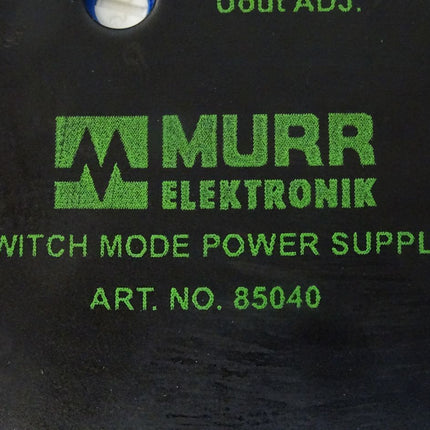 Uout ADJ.
MURR
ELEKTRONIK
WITCH MODE POWER SUPPL
ART. NO. 85040